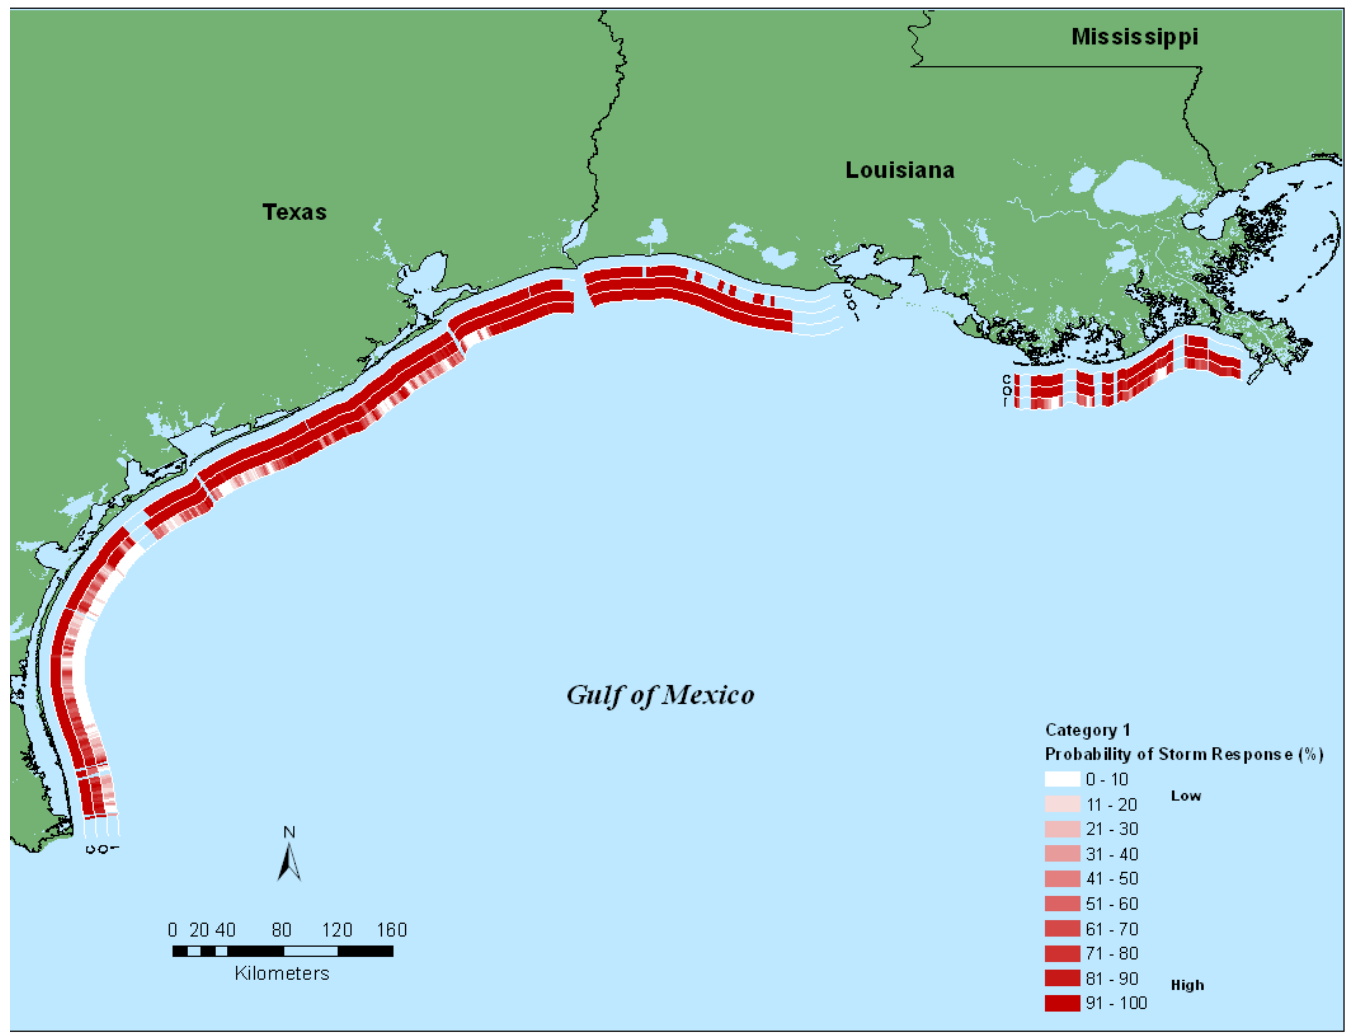 Mississippi
Louisiana
Texas
C
O
I
C
O
I
Gulf of Mexico
Category 1
Probability of Storm Response (%)
0 - 10
Low
11 - 20
21 - 30
31 - 40
41 - 50
51 - 60
61 - 70
71 - 80
81 - 90
High
91 - 100
C O I
N
0 20 40 80 120 160
Kilometers